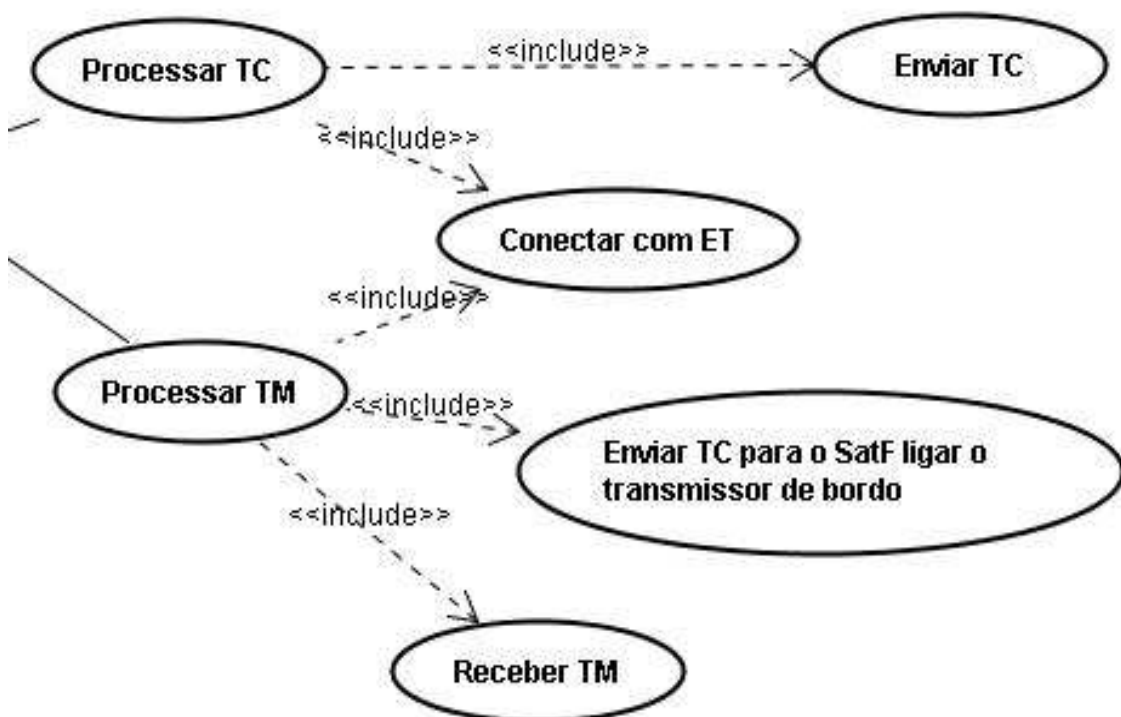 Processar TC
<<include>>
Enviar TC
<<include>>
Conectar com ET
<<include>>
Processar TM
<<include>>
Enviar TC para o SatF ligar o
transmissor de bordo
<<include>>
Receber TM